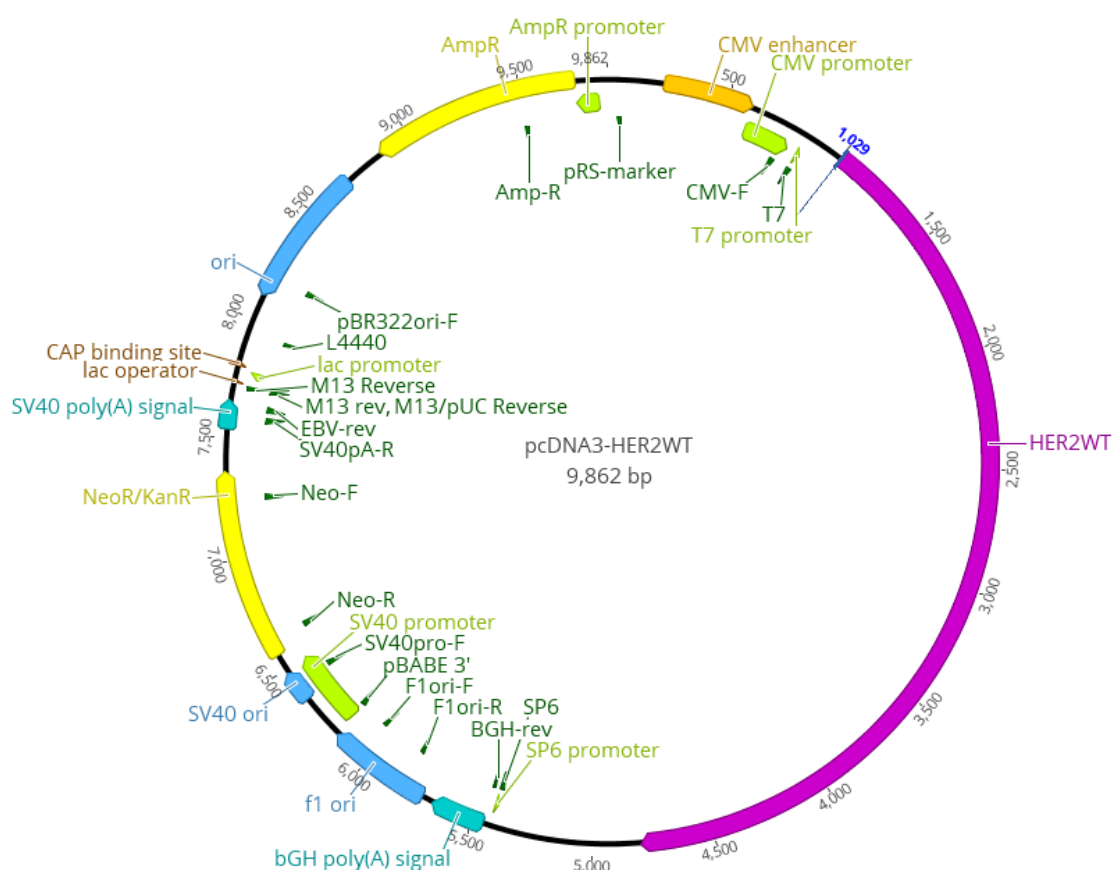 AmpR promoter
AmpR
9,862
9,500
CMV enhancer
500
CMV promoter
9,000
1,029
Amp-R
pRS-marker
CMV-F
T7
T7 promoter
8,500
1,500
ori
8,000
pBR322ori-F
L4440
2,000
CAP binding site
lac promoter
lac operator
M13 Reverse
SV40 poly(A) signal
M13 rev, M13/pUC Reverse
EBV-rev
7,500
SV40pA-R
pcDNA3-HER2WT
9,862 bp
HER2WT
2,500
NeoR/KanR
Neo-F
7,000
3,000
Neo-R
SV40 promoter
SV40pro-F
pBABE 3'
6,500
F1ori-F
SV40 ori
F1ori-R
SP6
3,500
BGH-rev
SP6 promoter
6,000
f1 ori
4,000
5,500
4,500
bGH poly(A) signal
5,000